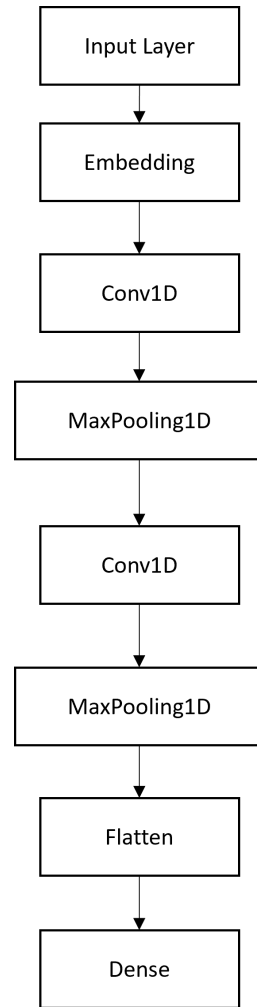 Input Layer
Embedding
Conv1D
MaxPooling1D
Conv1D
MaxPooling1D
Flatten
Dense